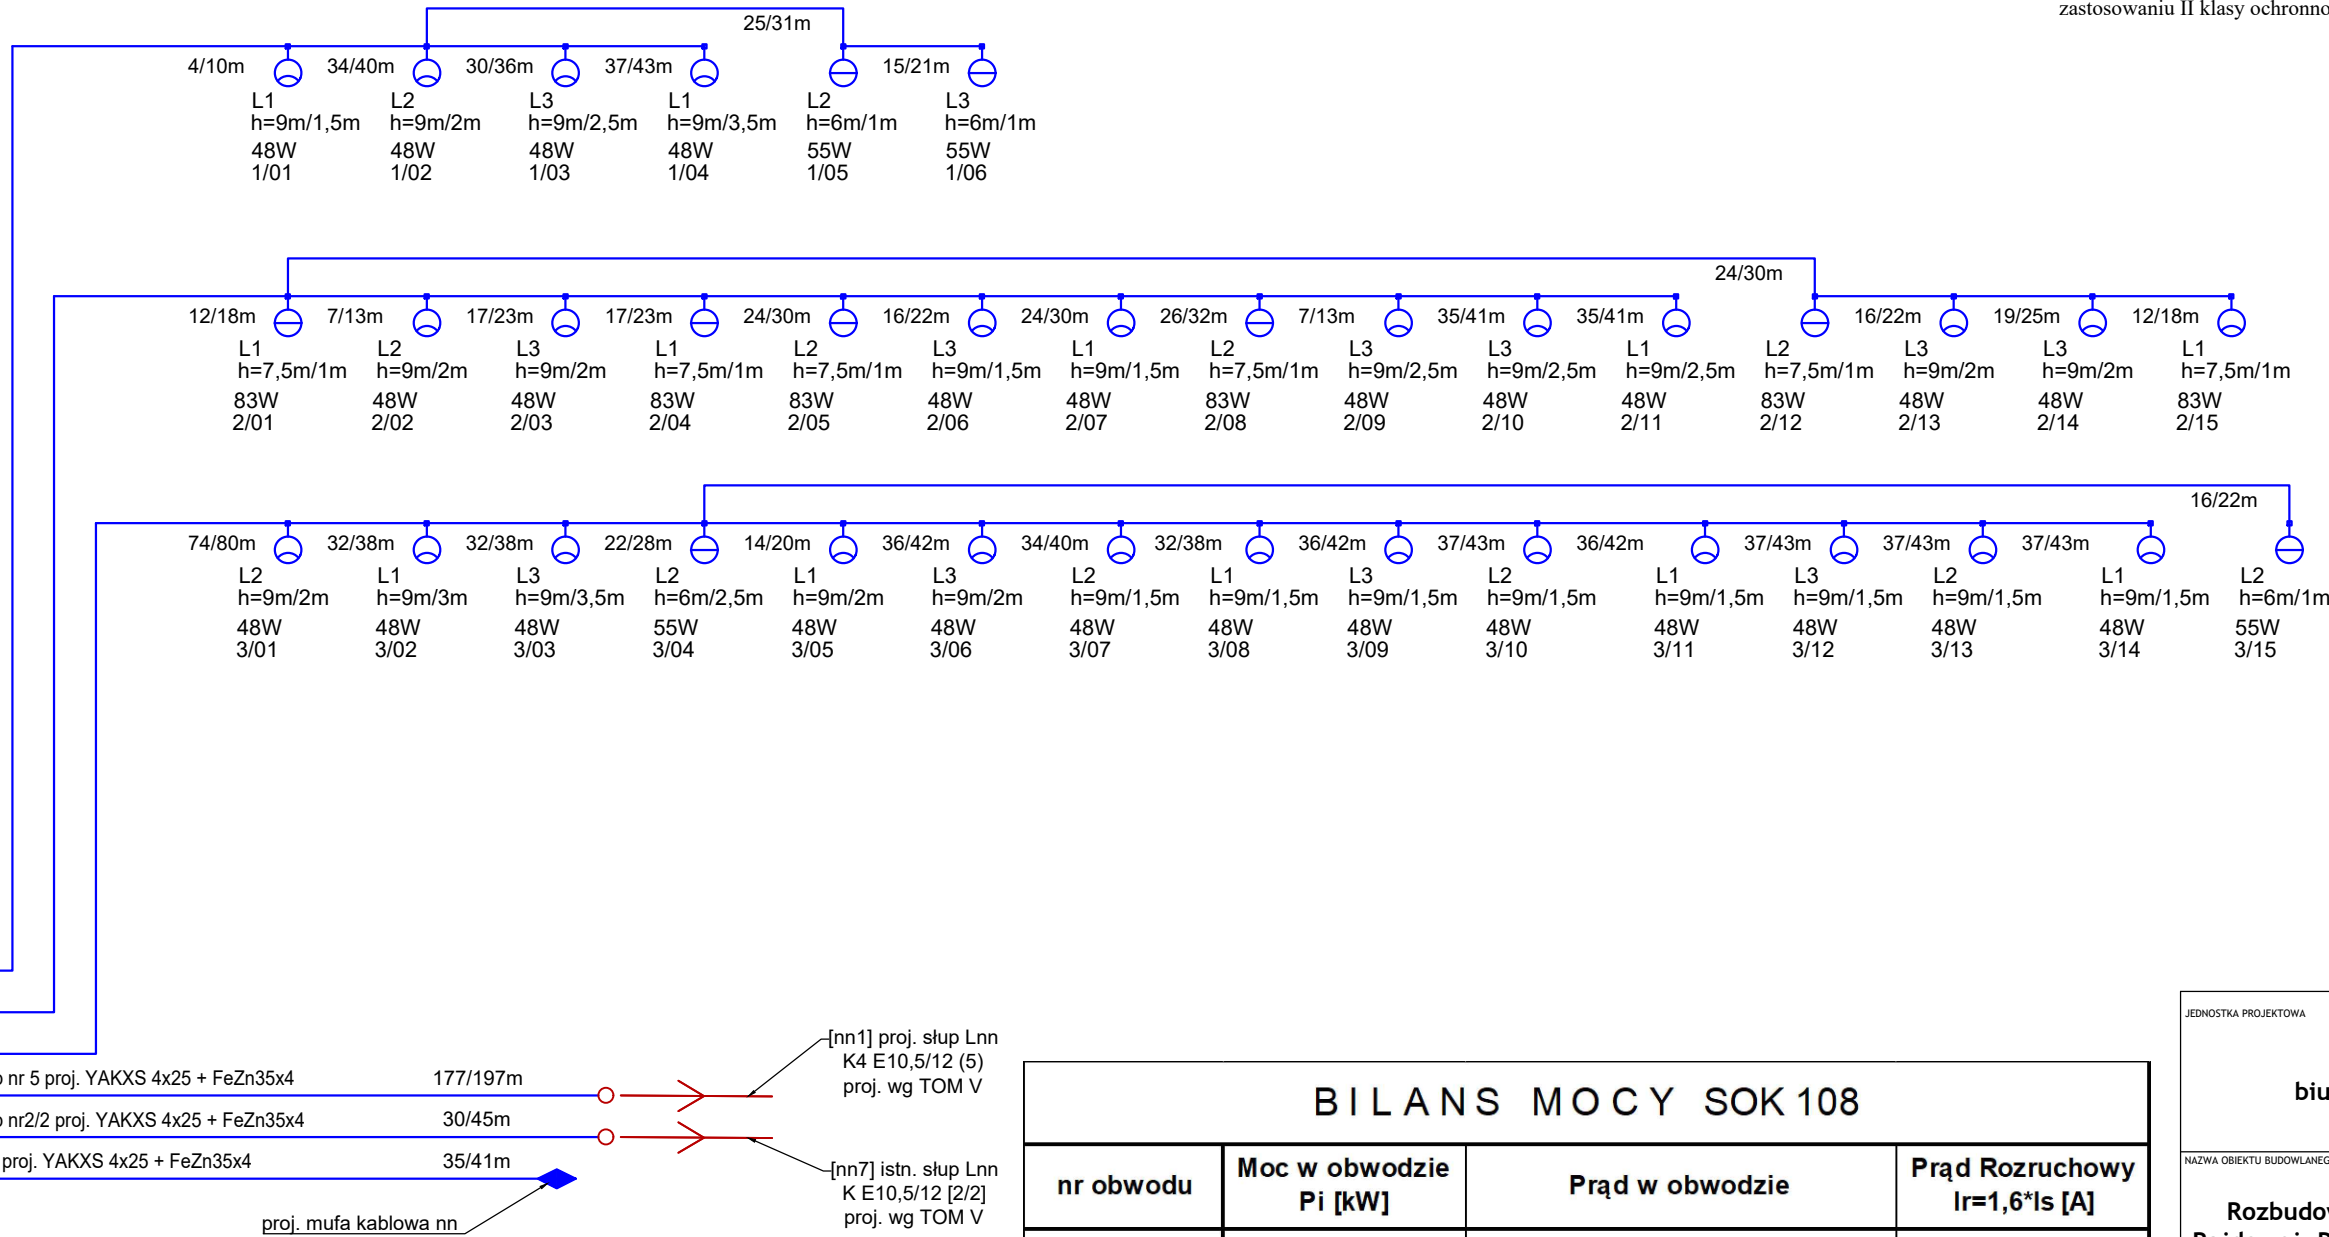 zastosowaniu II klasy ochronno
25/31m
4/10m 34/40m 30/36m 37/43m 15/21m
L1 L2 L3 L1 L2 L3
h=9m/1,5m h=9m/2m h=9m/2,5m h=9m/3,5m h=6m/1m h=6m/1m
48W 48W 48W 48W 55W 55W
1/01 1/02 1/03 1/04 1/05 1/06
24/30m
12/18m 7/13m 17/23m 17/23m 24/30m 16/22m 24/30m 26/32m 7/13m 35/41m 35/41m 16/22m 19/25m 12/18m
L1 L2 L3 L1 L2 L3 L1 L2 L3 L3 L1 L2 L3 L3 L1
h=7,5m/1m h=9m/2m h=9m/2m h=7,5m/1m h=7,5m/1m h=9m/1,5m h=9m/1,5m h=7,5m/1m h=9m/2,5m h=9m/2,5m h=9m/2,5m h=7,5m/1m h=9m/2m h=9m/2m h=7,5m/1m
83W 48W 48W 83W 83W 48W 48W 83W 48W 48W 48W 83W 48W 48W 83W
2/01 2/02 2/03 2/04 2/05 2/06 2/07 2/08 2/09 2/10 2/11 2/12 2/13 2/14 2/15
16/22m
74/80m 32/38m 32/38m 22/28m 14/20m 36/42m 34/40m 32/38m 36/42m 37/43m 36/42m 37/43m 37/43m 37/43m
L2 L1 L3 L2 L1 L3 L2 L1 L3 L2 L1 L3 L2 L1 L2
h=9m/2m h=9m/3m h=9m/3,5m h=6m/2,5m h=9m/2m h=9m/2m h=9m/1,5m h=9m/1,5m h=9m/1,5m h=9m/1,5m h=9m/1,5m h=9m/1,5m h=9m/1,5m h=9m/1,5m h=6m/1m
48W 48W 48W 55W 48W 48W 48W 48W 48W 48W 48W 48W 48W 48W 55W
3/01 3/02 3/03 3/04 3/05 3/06 3/07 3/08 3/09 3/10 3/11 3/12 3/13 3/14 3/15
nr 5 proj. YAKXS 4x25 + FeZn35x4 177/197m
nr2/2 proj. YAKXS 4x25 + FeZn35x4 30/45m
proj. YAKXS 4x25 + FeZn35x4 35/41m
proj. mufa kablowa nn
[nn1] proj. słup Lnn
K4 E10,5/12 (5)
proj. wg TOM V
[nn7] istn. słup Lnn
K E10,5/12 [2/2]
proj. wg TOM V
BILANS MOCY SOK 108
nr obwodu
Moc w obwodzie
Pi [kW]
Prąd w obwodzie
Prąd Rozruchowy
Ir=1,6*Is [A]
JEDNOSTKA PROJEKTOWA
biu
NAZWA OBIEKTU BUDOWLANEG
Rozbudo